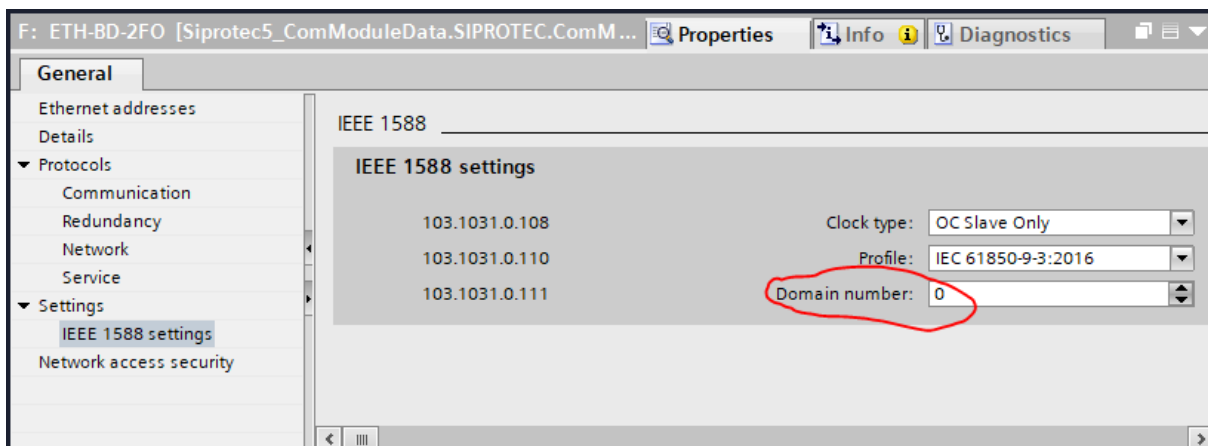 F: ETH-BD-2FO [Siprotec5_ComModuleData.SIPROTEC.ComM... Properties Info Diagnostics
General
Ethernet addresses
Details
Protocols
Communication
Redundancy
Network
Service
Settings
IEEE 1588 settings
Network access security
IEEE 1588
IEEE 1588 settings
103.1031.0.108 Clock type: OC Slave Only
103.1031.0.110 Profile: IEC 61850-9-3:2016
103.1031.0.111 Domain number: 0